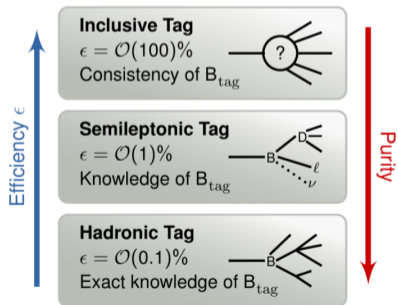 Inclusive Tag
ϵ = 𝒪(100)%
Consistency of B_tag
?
Semileptonic Tag
ϵ = 𝒪(1)%
Knowledge of B_tag
B
D
ℓ
ν
Hadronic Tag
ϵ = 𝒪(0.1)%
Exact knowledge of B_tag
B
Efficiency ϵ
Purity